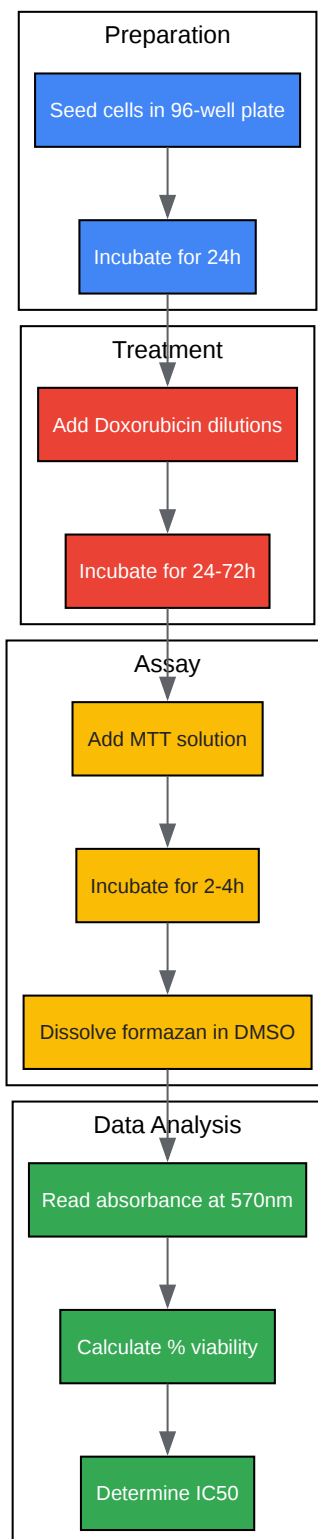 Preparation
Seed cells in 96-well plate
Incubate for 24h
Treatment
Add Doxorubicin dilutions
Incubate for 24-72h
Assay
Add MTT solution
Incubate for 2-4h
Dissolve formazan in DMSO
Data Analysis
Read absorbance at 570nm
Calculate % viability
Determine IC50